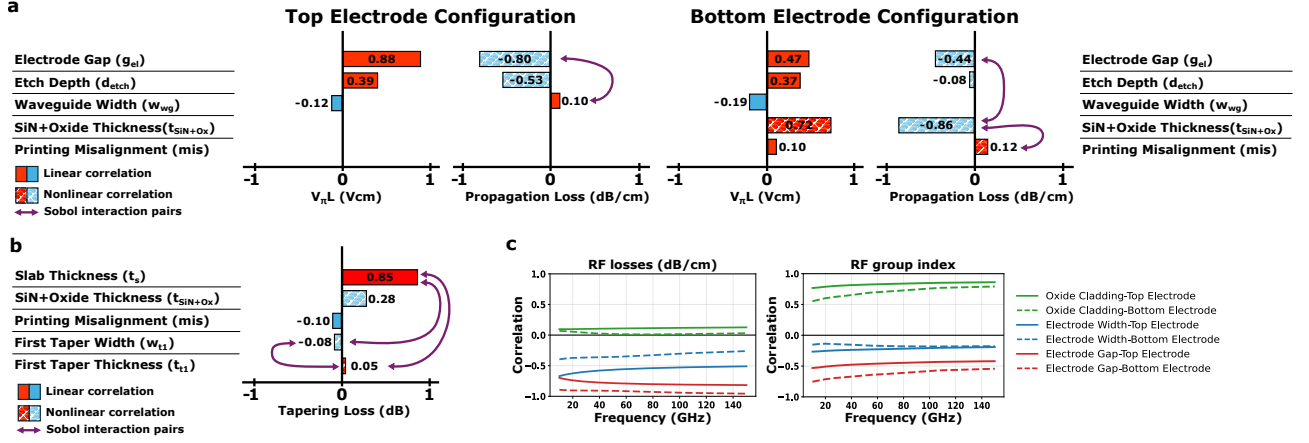 a
Top Electrode Configuration
Bottom Electrode Configuration
Electrode Gap (gel)
Etch Depth (detch)
Waveguide Width (wwg)
SiN+Oxide Thickness(tSiN+Ox)
Printing Misalignment (mis)
Linear correlation
Nonlinear correlation
Sobol interaction pairs
0.88
0.39
-0.12
-1 0 1
VπL (Vcm)
-0.80
-0.53
0.10
-1 0 1
Propagation Loss (dB/cm)
0.47
0.37
-0.19
0.72
0.10
-1 0 1
VπL (Vcm)
-0.44
-0.08
-0.86
0.12
-1 0 1
Propagation Loss (dB/cm)
Electrode Gap (gel)
Etch Depth (detch)
Waveguide Width (wwg)
SiN+Oxide Thickness(tSiN+Ox)
Printing Misalignment (mis)
b
Slab Thickness (ts)
SiN+Oxide Thickness (tSiN+Ox)
Printing Misalignment (mis)
First Taper Width (wt1)
First Taper Thickness (tt1)
Linear correlation
Nonlinear correlation
Sobol interaction pairs
0.85
0.28
-0.10
-0.08
0.05
-1 0 1
Tapering Loss (dB)
c
RF losses (dB/cm)
Correlation
1.0
0.5
0.0
−0.5
−1.0
20 40 60 80 100 120 140
Frequency (GHz)
RF group index
Correlation
1.0
0.5
0.0
−0.5
−1.0
20 40 60 80 100 120 140
Frequency (GHz)
Oxide Cladding-Top Electrode
Oxide Cladding-Bottom Electrode
Electrode Width-Top Electrode
Electrode Width-Bottom Electrode
Electrode Gap-Top Electrode
Electrode Gap-Bottom Electrode